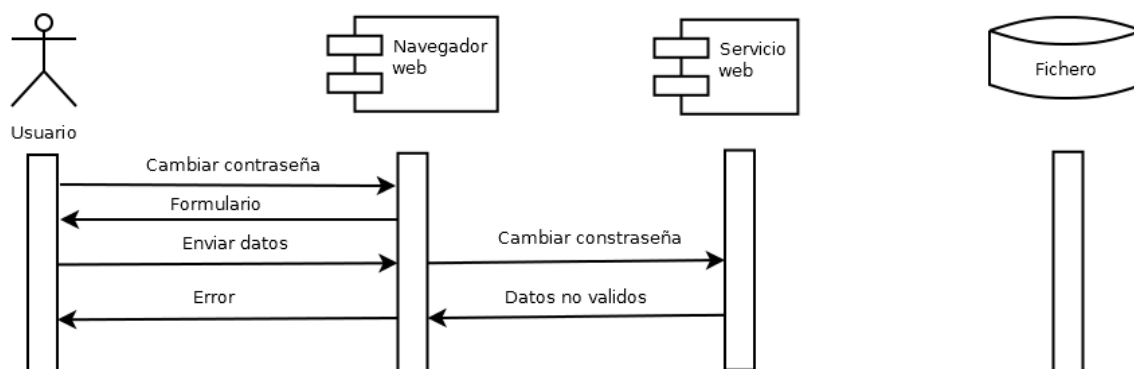 Navegador
web
Servicio
web
Fichero
Usuario
Cambiar contraseña
Formulario
Enviar datos
Cambiar constraseña
Error
Datos no validos